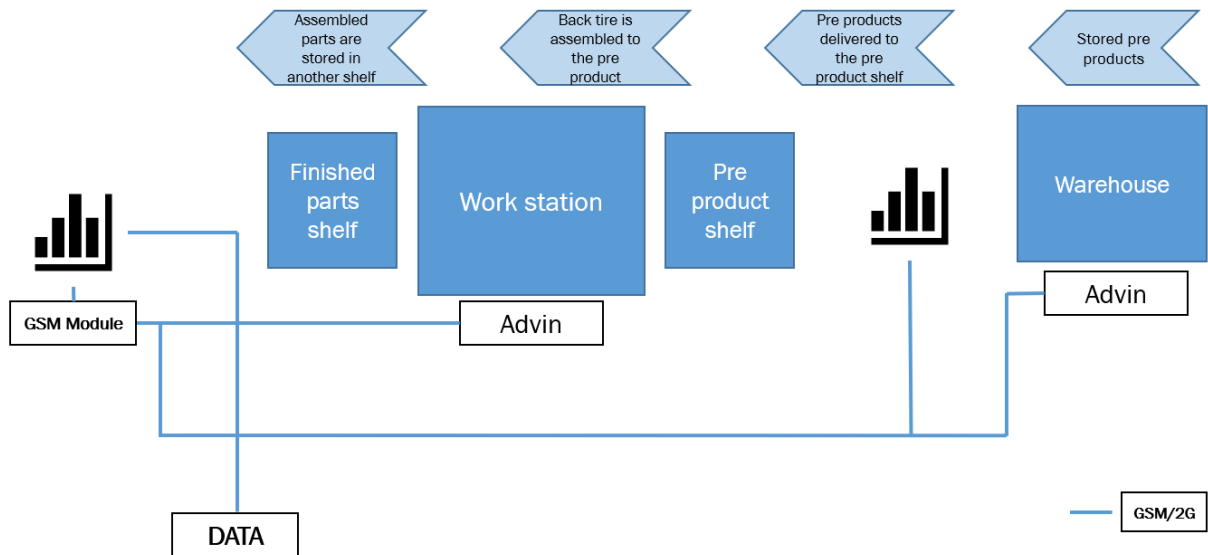 Assembled
parts are
stored in
another shelf
Back tire is
assembled to
the pre
product
Pre products
delivered to
the pre
product shelf
Stored pre
products
Finished
parts
shelf
Work station
Pre
product
shelf
Warehouse
GSM Module
Advin
Advin
DATA
GSM/2G